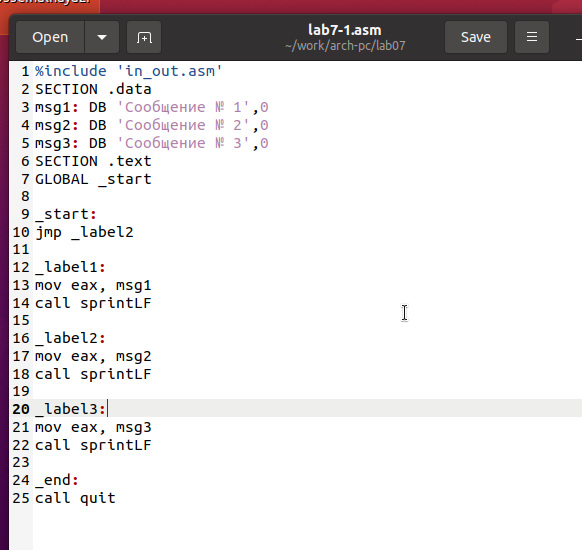 Open
lab7-1.asm
~/work/arch-pc/lab07
Save
1 %include 'in_out.asm'
2 SECTION .data
3 msg1: DB 'Сообщение № 1',0
4 msg2: DB 'Сообщение № 2',0
5 msg3: DB 'Сообщение № 3',0
6 SECTION .text
7 GLOBAL _start
8
9 _start:
10 jmp _label2
11
12 _label1:
13 mov eax, msg1
14 call sprintLF
15
16 _label2:
17 mov eax, msg2
18 call sprintLF
19
20 _label3:
21 mov eax, msg3
22 call sprintLF
23
24 _end:
25 call quit